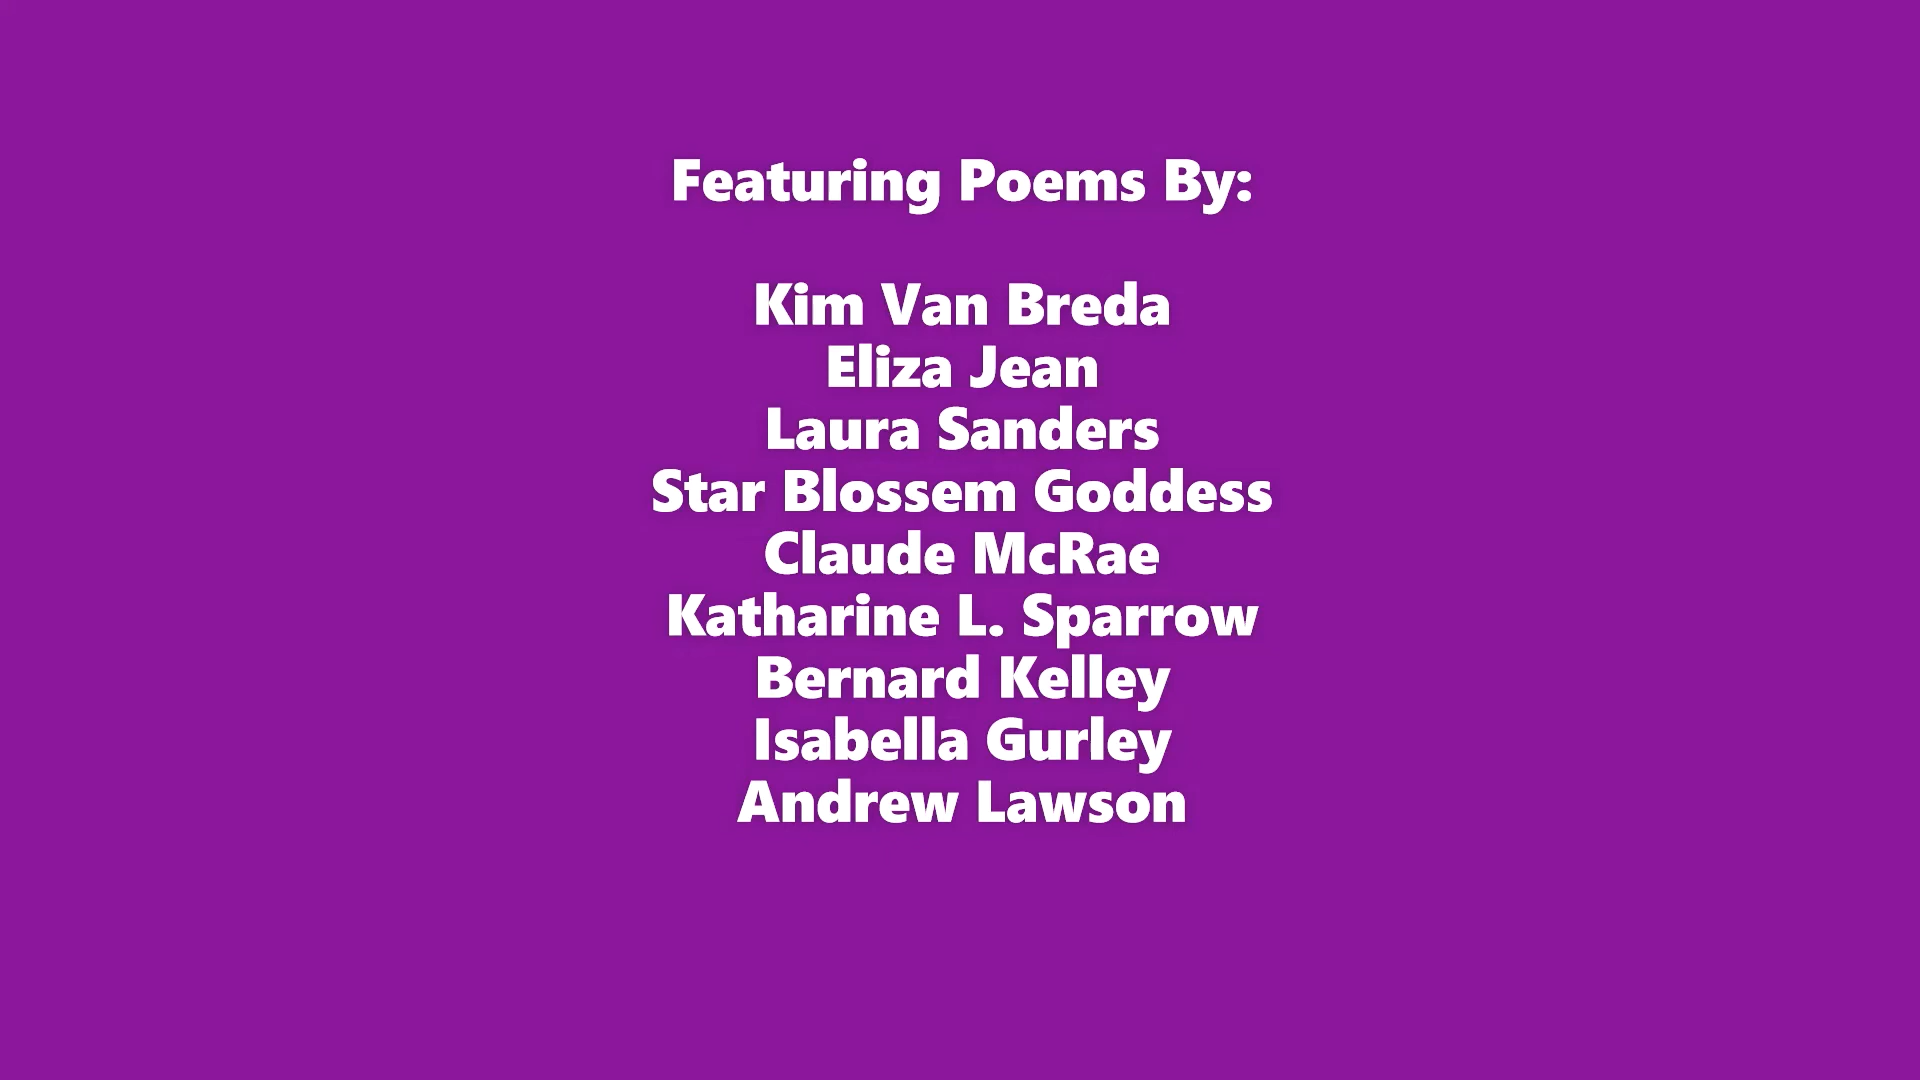 Featuring Poems By:
Kim Van Breda
Eliza Jean
Laura Sanders
Star Blossem Goddess
Claude McRae
Katharine L. Sparrow
Bernard Kelley
Isabella Gurley
Andrew Lawson